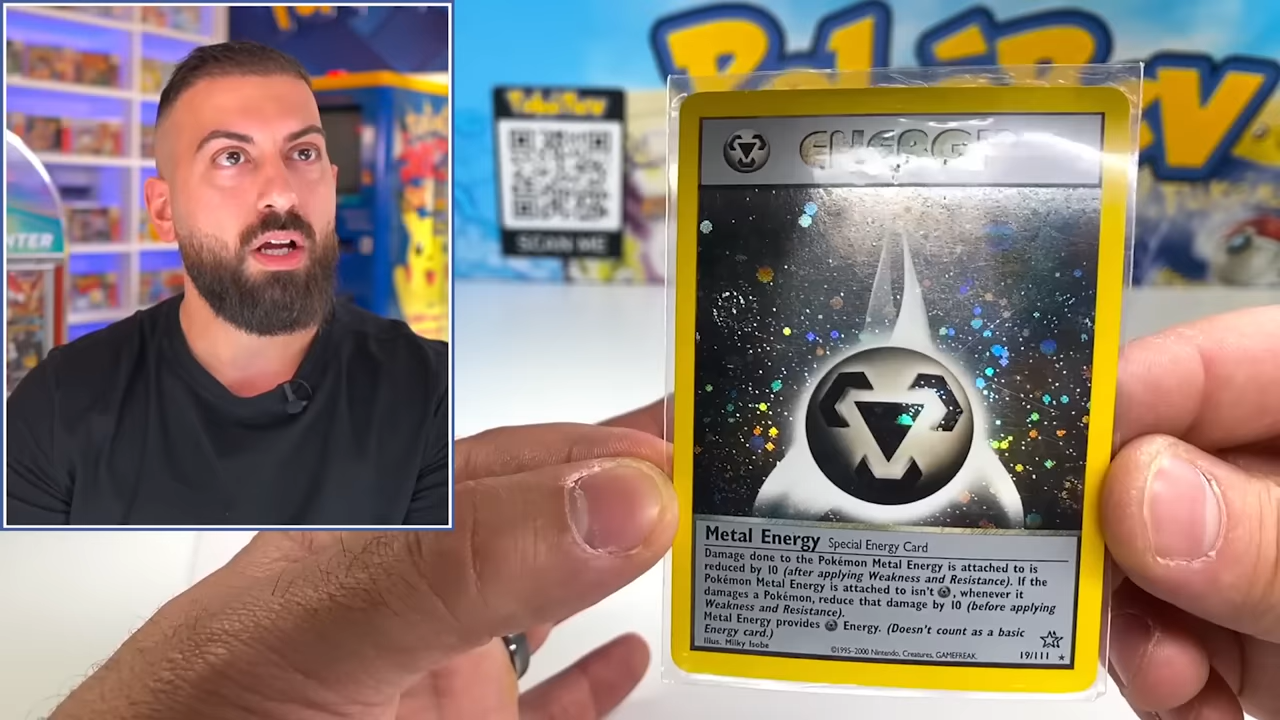 PokéRev
PokéRev
SCAN ME
ENERGY
Metal Energy Special Energy Card
Damage done to the Pokémon Metal Energy is attached to is
reduced by 10 (after applying Weakness and Resistance). If the
Pokémon Metal Energy is attached to isn't , whenever it
damages a Pokémon, reduce that damage by 10 (before applying
Weakness and Resistance).
Metal Energy provides Energy. (Doesn't count as a basic
Energy card.)
Illus. Milky Isobe
©1995-2000 Nintendo, Creatures, GAMEFREAK.
19/111 ★